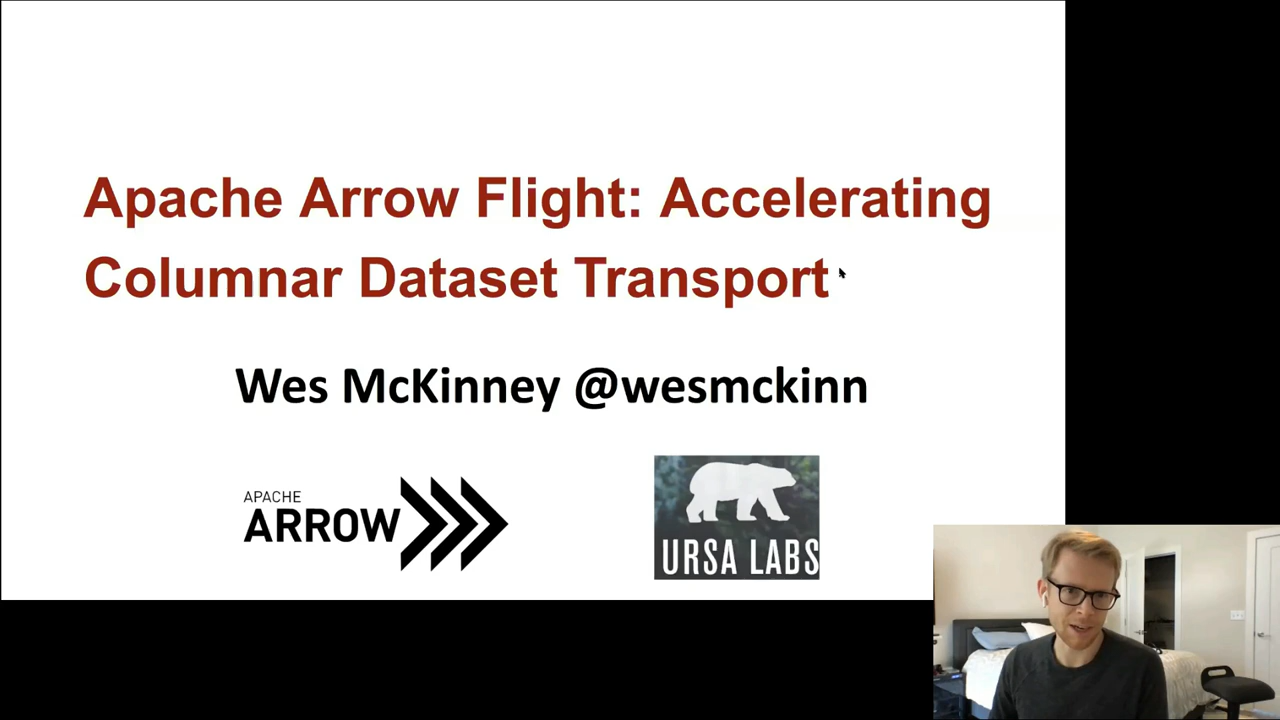 Apache Arrow Flight: Accelerating
Columnar Dataset Transport
Wes McKinney @wesmckinn
APACHE
ARROW
URSA LABS